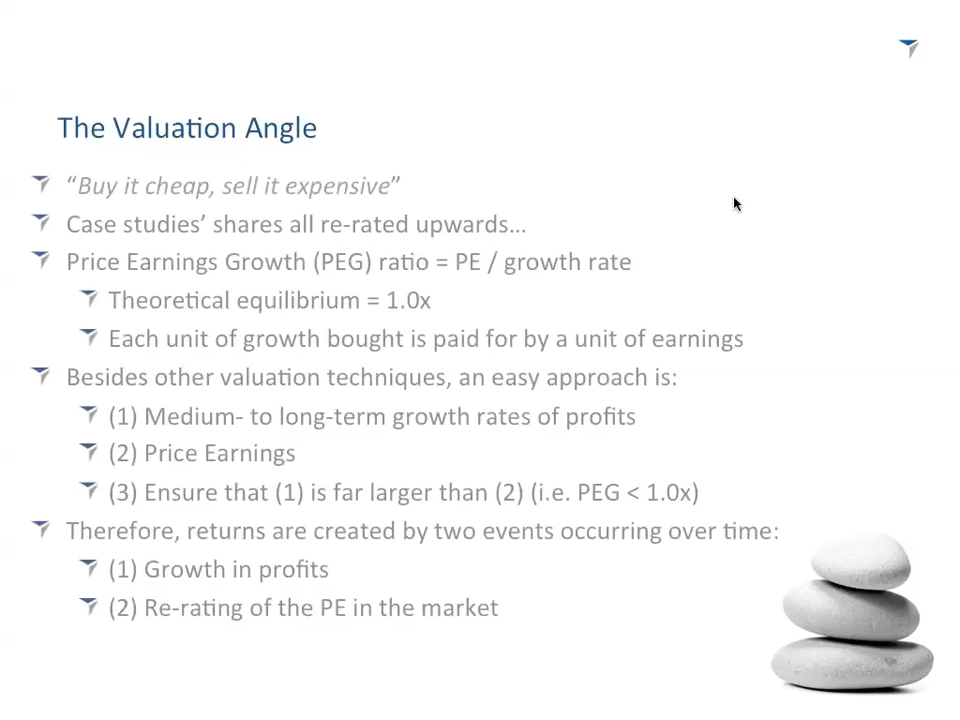 The Valuation Angle
“Buy it cheap, sell it expensive”
Case studies’ shares all re-rated upwards…
Price Earnings Growth (PEG) ratio = PE / growth rate
Theoretical equilibrium = 1.0x
Each unit of growth bought is paid for by a unit of earnings
Besides other valuation techniques, an easy approach is:
(1) Medium- to long-term growth rates of profits
(2) Price Earnings
(3) Ensure that (1) is far larger than (2) (i.e. PEG < 1.0x)
Therefore, returns are created by two events occurring over time:
(1) Growth in profits
(2) Re-rating of the PE in the market